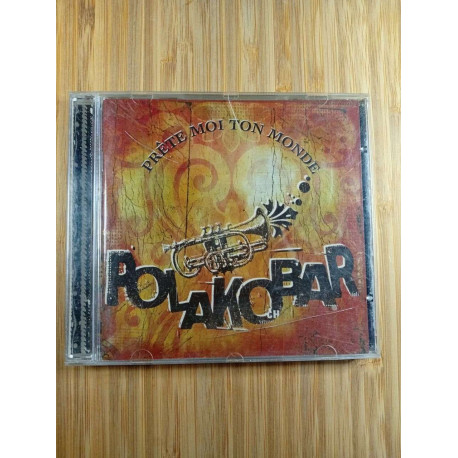 PRÊTE MOI TON MONDE
POLAKOBAR